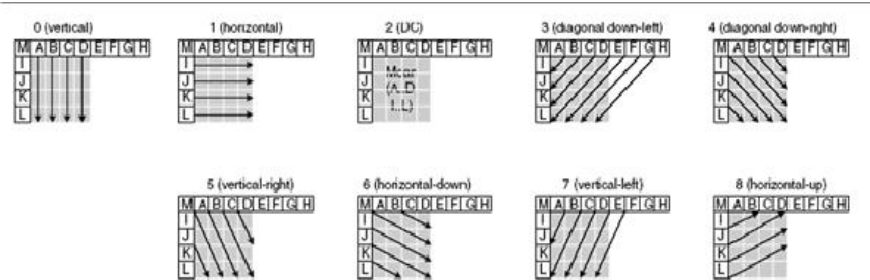 0 (vertical)
M A B C D E F G H
I
J
K
L
1 (horizontal)
M A B C D E F G H
I
J
K
L
2 (DC)
M A B C D E F G H
I
J
K
L
Mean
(A..D
I..L)
3 (diagonal down-left)
M A B C D E F G H
I
J
K
L
4 (diagonal down-right)
M A B C D E F G H
I
J
K
L
5 (vertical-right)
M A B C D E F G H
I
J
K
L
6 (horizontal-down)
M A B C D E F G H
I
J
K
L
7 (vertical-left)
M A B C D E F G H
I
J
K
L
8 (horizontal-up)
M A B C D E F G H
I
J
K
L